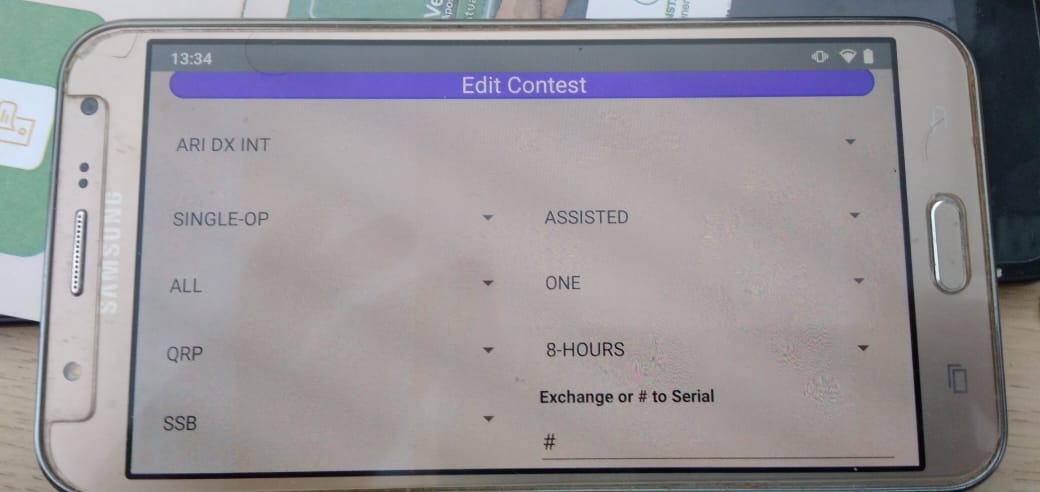 13:34
Edit Contest
ARI DX INT
SINGLE-OP
ASSISTED
ALL
ONE
QRP
8-HOURS
SSB
Exchange or # to Serial
#
SAMSUNG